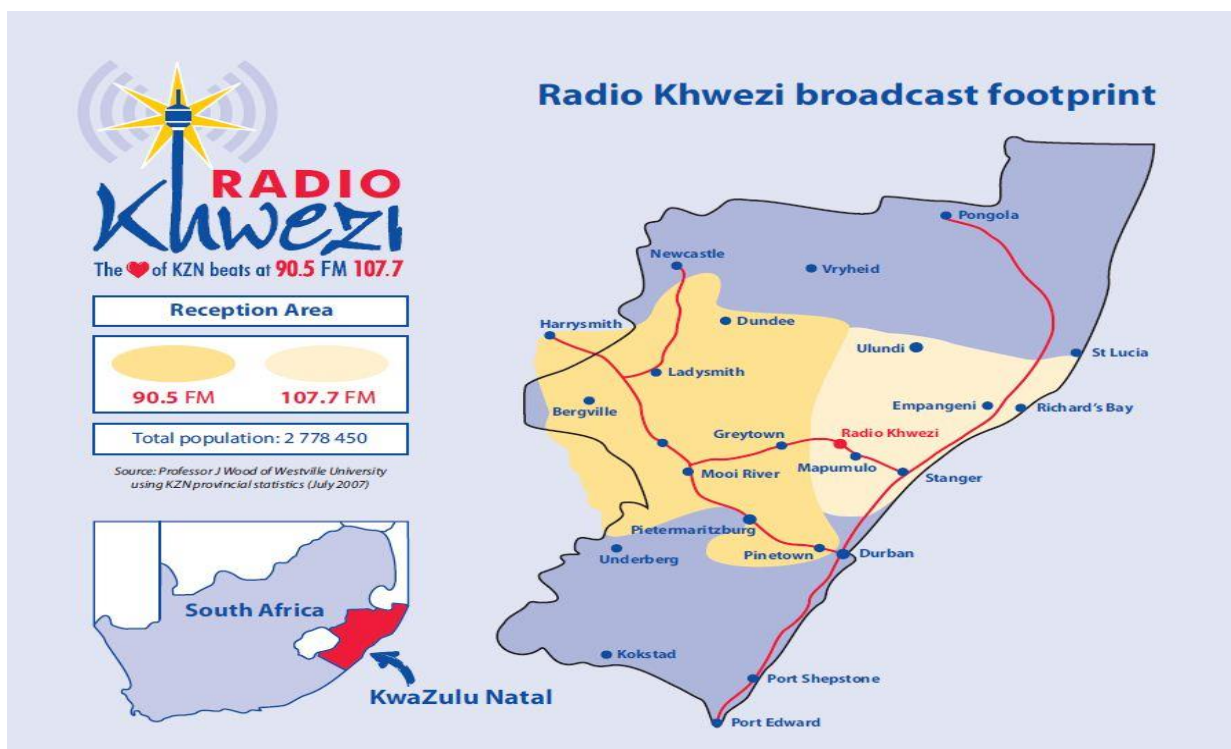 RADIO
Khwezi
The ❤ of KZN beats at 90.5 FM 107.7
Reception Area
90.5 FM 107.7 FM
Total population: 2 778 450
Source: Professor J Wood of Westville University
using KZN provincial statistics (July 2007)
South Africa
KwaZulu Natal
Radio Khwezi broadcast footprint
Pongola
Newcastle
Vryheid
Harrysmith
Dundee
Ulundi
St Lucia
Ladysmith
Bergville
Empangeni
Richard's Bay
Greytown
Radio Khwezi
Mooi River
Mapumulo
Stanger
Pietermaritzburg
Underberg
Pinetown
Durban
Kokstad
Port Shepstone
Port Edward